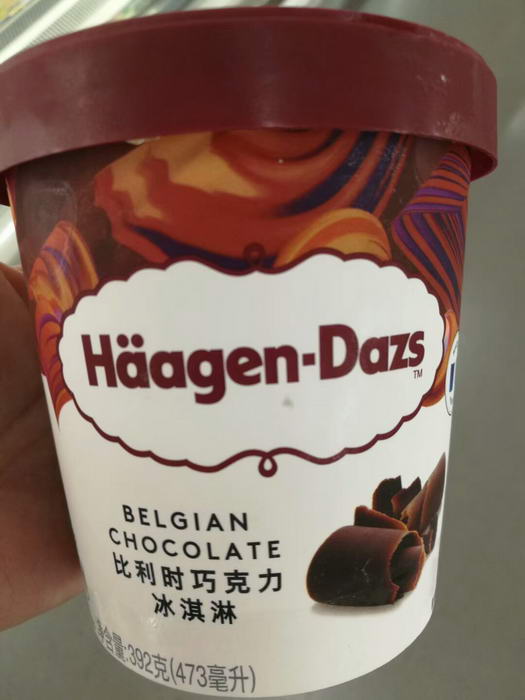 Häagen-Dazs
TM
BELGIAN
CHOCOLATE
比利时巧克力
冰淇淋
含量:392克(473毫升)